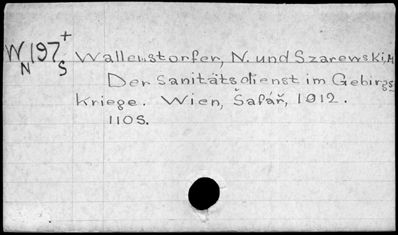 W N 197 + S
Wallenstorfer, N. und Szarewski, M
Der Sanitätsdienst im Gebirgs
Kriege. Wien, Šafář, 1912.
110S.